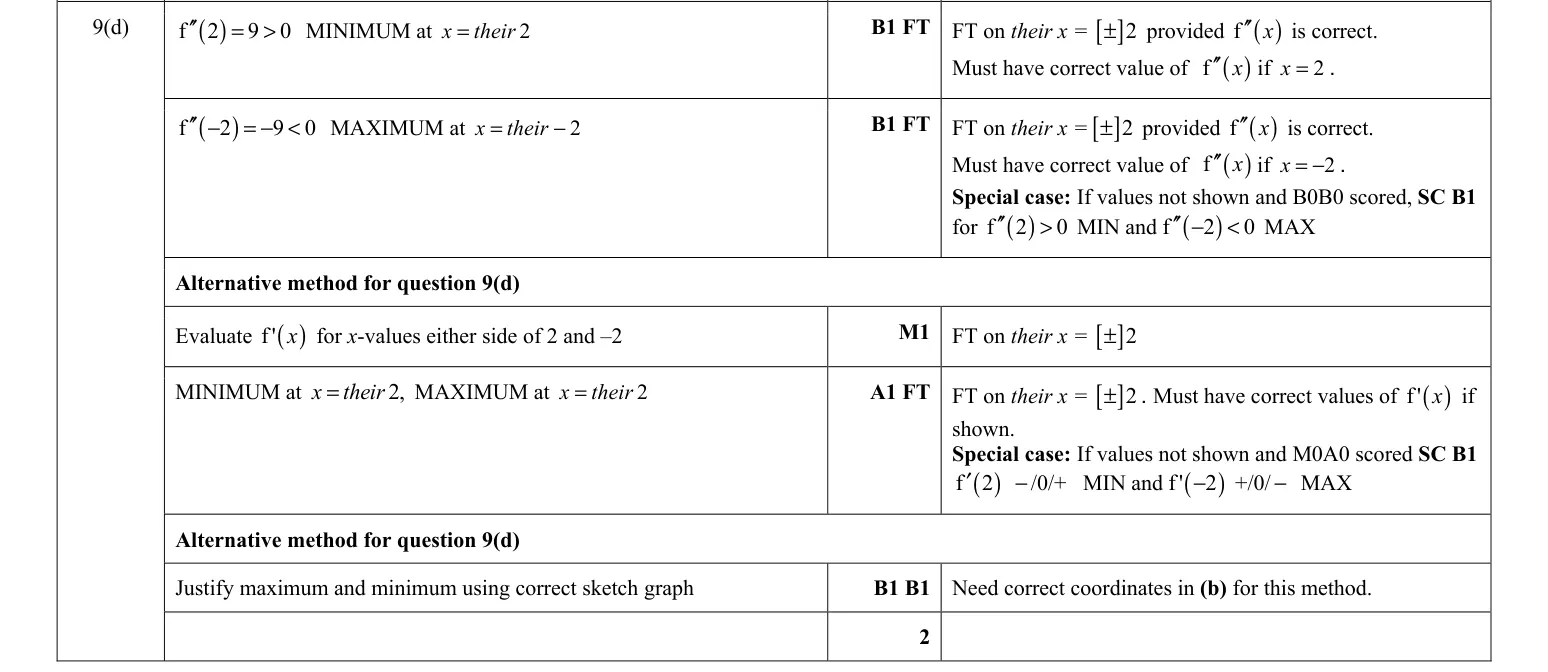 9(d)
f″(2) = 9 > 0 MINIMUM at x = their 2
B1 FT
FT on their x = [±]2 provided f″(x) is correct.
Must have correct value of f″(x) if x = 2 .
f″(−2) = −9 < 0 MAXIMUM at x = their − 2
B1 FT
FT on their x = [±]2 provided f″(x) is correct.
Must have correct value of f″(x) if x = −2 .
Special case: If values not shown and B0B0 scored, SC B1
for f″(2) > 0 MIN and f″(−2) < 0 MAX
Alternative method for question 9(d)
Evaluate f'(x) for x-values either side of 2 and –2
M1
FT on their x = [±]2
MINIMUM at x = their 2, MAXIMUM at x = their 2
A1 FT
FT on their x = [±]2 . Must have correct values of f'(x) if
shown.
Special case: If values not shown and M0A0 scored SC B1
f′(2) −/0/+ MIN and f'(−2) +/0/− MAX
Alternative method for question 9(d)
Justify maximum and minimum using correct sketch graph
B1 B1
Need correct coordinates in (b) for this method.
2